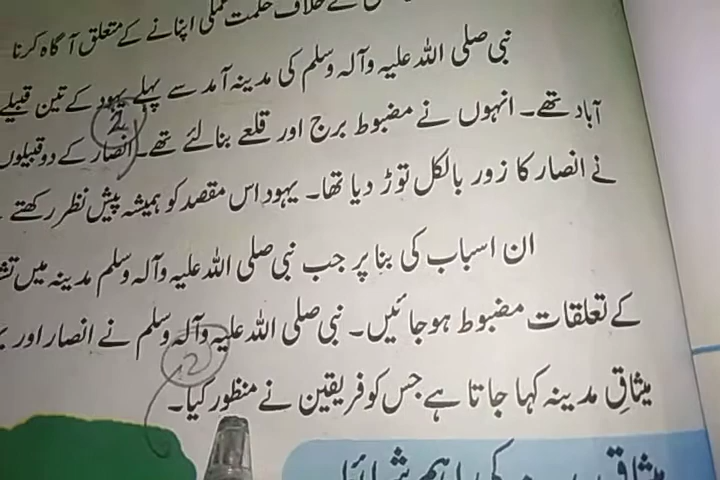 کے خلاف حکمت عملی اپنانے کے متعلق آگاہ کرنا
نبی صلی اللہ علیہ وآلہ وسلم کی مدینہ آمد سے پہلے یہود کے تین قبیلے
آباد تھے۔ انہوں نے مضبوط برج اور قلعے بنا لئے تھے۔ انصار کے دو قبیلوں
نے انصار کا زور بالکل توڑ دیا تھا۔ یہود اس مقصد کو ہمیشہ پیش نظر رکھتے
ان اسباب کی بنا پر جب نبی صلی اللہ علیہ وآلہ وسلم مدینہ میں
کے تعلقات مضبوط ہو جائیں۔ نبی صلی اللہ علیہ وآلہ وسلم نے انصار اور
2
میثاقِ مدینہ کہا جاتا ہے جس کو فریقین نے منظور کیا۔